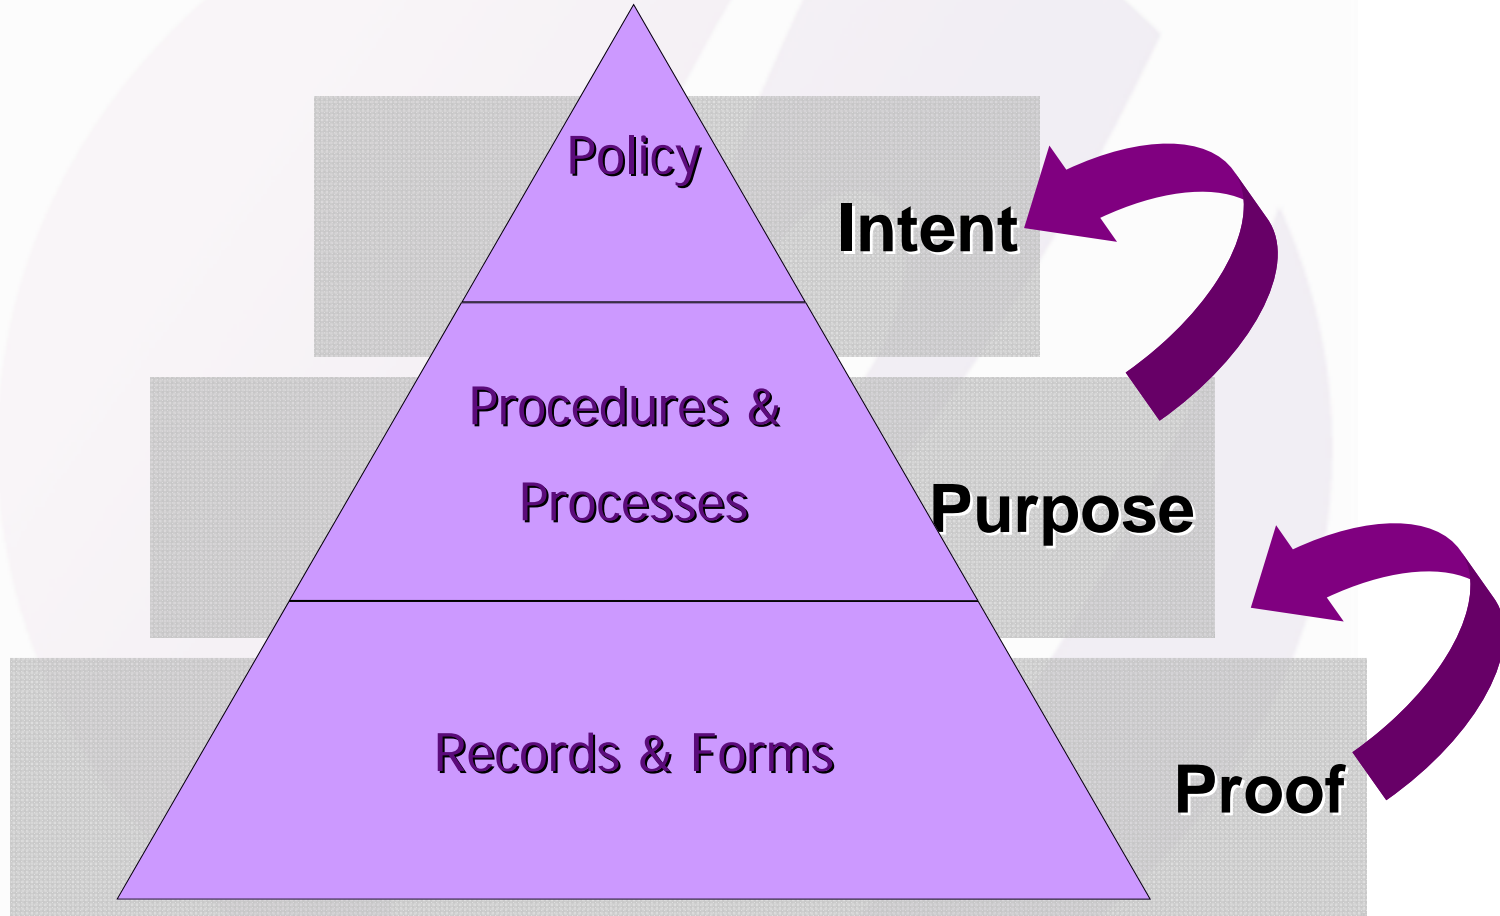 Policy
Intent
Procedures &
Processes
Purpose
Records & Forms
Proof